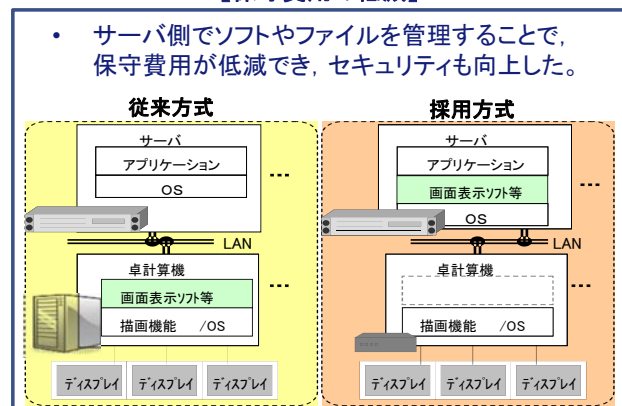 • サーバ側でソフトやファイルを管理することで,
保守費用が低減でき, セキュリティも向上した。
従来方式
サーバ
アプリケーション
OS
…
LAN
卓計算機
画面表示ソフト等
描画機能 /OS
…
ディスプレイ ディスプレイ ディスプレイ
採用方式
サーバ
アプリケーション
画面表示ソフト等
OS
…
LAN
卓計算機
描画機能 /OS
…
ディスプレイ ディスプレイ ディスプレイ